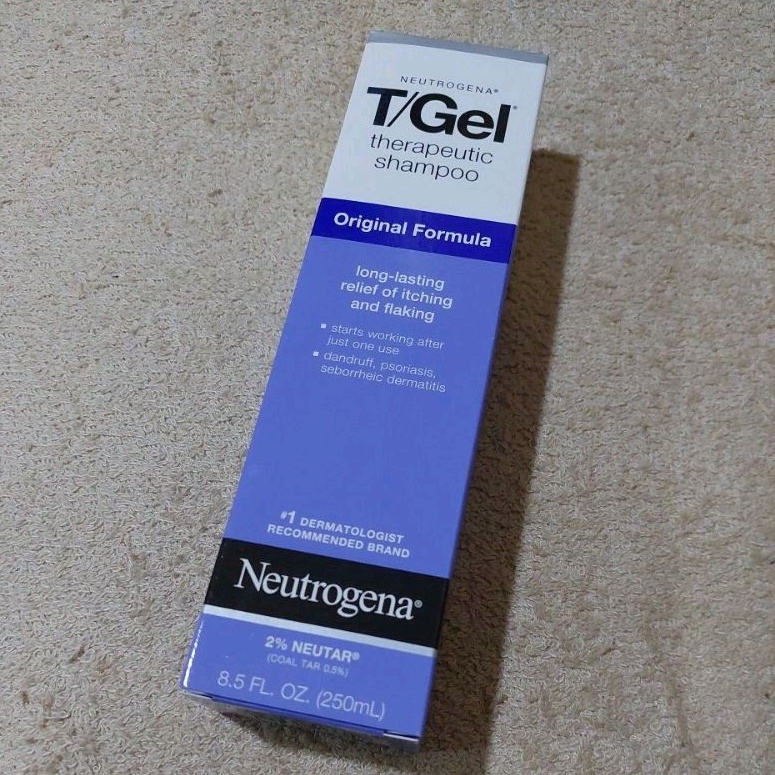 NEUTROGENA®
T/Gel®
therapeutic
shampoo
Original Formula
long-lasting
relief of itching
and flaking
▪ starts working after
just one use
▪ dandruff, psoriasis,
seborrheic dermatitis
#1 DERMATOLOGIST
RECOMMENDED BRAND
Neutrogena®
2% NEUTAR®
(COAL TAR 0.5%)
8.5 FL. OZ. (250mL)